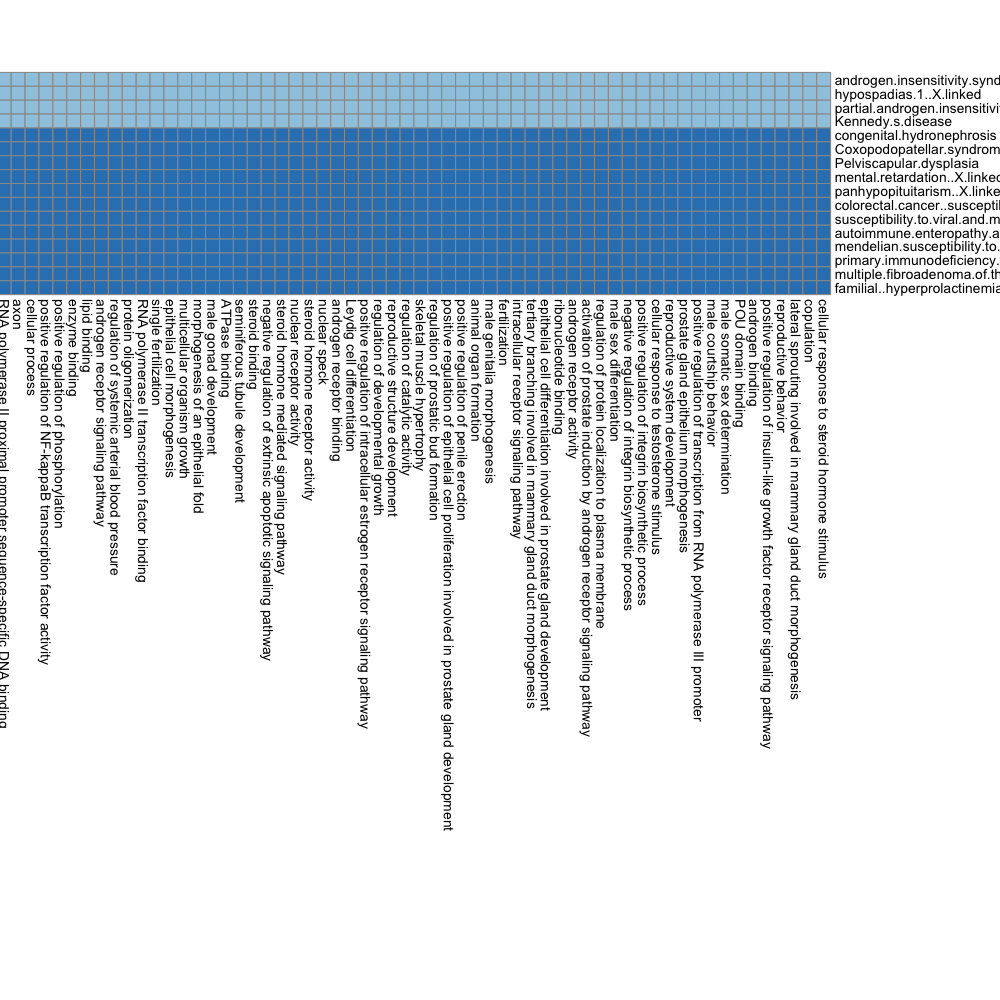 androgen.insensitivity.synd
hypospadias.1..X.linked
partial.androgen.insensitivi
Kennedy.s.disease
congenital.hydronephrosis
Coxopodopatellar.syndrom
Pelviscapular.dysplasia
mental.retardation..X.linked
panhypopituitarism..X.linke
colorectal.cancer..suscepti
susceptibility.to.viral.and.m
autoimmune.enteropathy.a
mendelian.susceptibility.to.
primary.immunodeficiency.
multiple.fibroadenoma.of.th
familial..hyperprolactinemia
RNA polymerase II proximal promoter sequence-specific DNA binding
axon
cellular process
positive regulation of NF-kappaB transcription factor activity
positive regulation of phosphorylation
enzyme binding
lipid binding
androgen receptor signaling pathway
regulation of systemic arterial blood pressure
protein oligomerization
RNA polymerase II transcription factor binding
single fertilization
epithelial cell morphogenesis
multicellular organism growth
morphogenesis of an epithelial fold
male gonad development
ATPase binding
seminiferous tubule development
steroid binding
negative regulation of extrinsic apoptotic signaling pathway
steroid hormone mediated signaling pathway
nuclear receptor activity
steroid hormone receptor activity
nuclear speck
androgen receptor binding
Leydig cell differentiation
positive regulation of intracellular estrogen receptor signaling pathway
regulation of developmental growth
reproductive structure development
regulation of catalytic activity
skeletal muscle hypertrophy
regulation of prostatic bud formation
positive regulation of epithelial cell proliferation involved in prostate gland development
positive regulation of penile erection
animal organ formation
male genitalia morphogenesis
fertilization
intracellular receptor signaling pathway
tertiary branching involved in mammary gland duct morphogenesis
epithelial cell differentiation involved in prostate gland development
ribonucleotide binding
androgen receptor activity
activation of prostate induction by androgen receptor signaling pathway
regulation of protein localization to plasma membrane
male sex differentiation
negative regulation of integrin biosynthetic process
positive regulation of integrin biosynthetic process
cellular response to testosterone stimulus
reproductive system development
prostate gland epithelium morphogenesis
positive regulation of transcription from RNA polymerase III promoter
male courtship behavior
male somatic sex determination
POU domain binding
androgen binding
positive regulation of insulin-like growth factor receptor signaling pathway
reproductive behavior
lateral sprouting involved in mammary gland duct morphogenesis
copulation
cellular response to steroid hormone stimulus